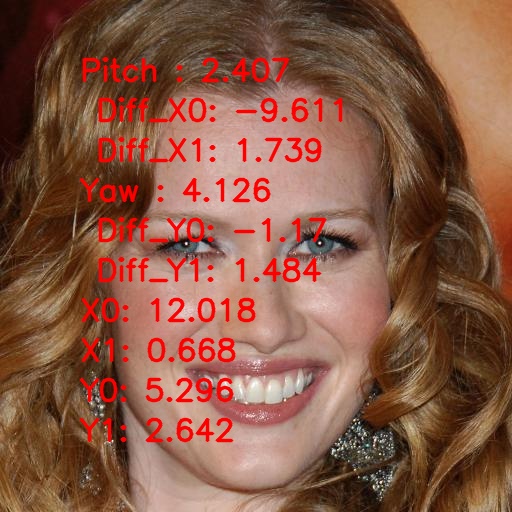 Pitch : 2.407
Diff_X0: -9.611
Diff_X1: 1.739
Yaw : 4.126
Diff_Y0: -1.17
Diff_Y1: 1.484
X0: 12.018
X1: 0.668
Y0: 5.296
Y1: 2.642